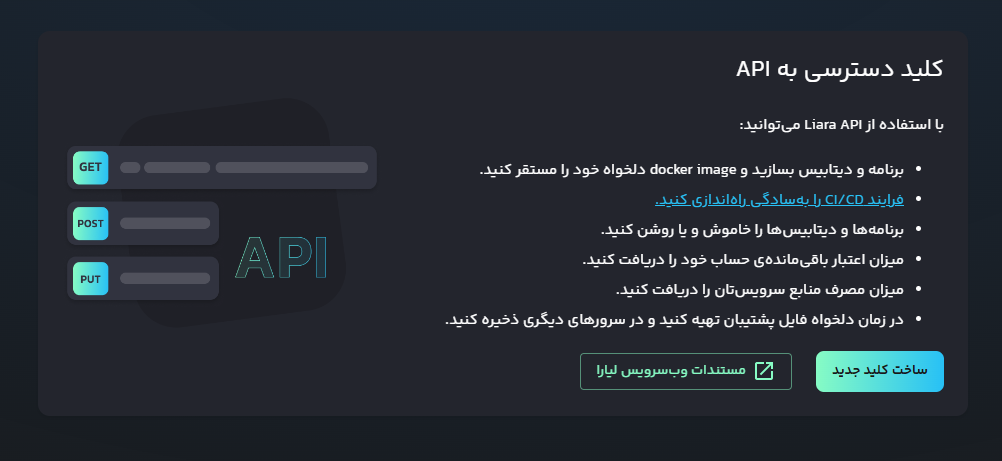 کلید دسترسی به API
با استفاده از Liara API می‌توانید:
برنامه و دیتابیس بسازید و docker image دلخواه خود را مستقر کنید.
فرایند CI/CD را به‌سادگی راه‌اندازی کنید.
برنامه‌ها و دیتابیس‌ها را خاموش و یا روشن کنید.
میزان اعتبار باقی‌مانده‌ی حساب خود را دریافت کنید.
میزان مصرف منابع سرویس‌تان را دریافت کنید.
در زمان دلخواه فایل پشتیبان تهیه کنید و در سرورهای دیگری ذخیره کنید.
ساخت کلید جدید
مستندات وب‌سرویس لیارا
GET
POST
PUT
API